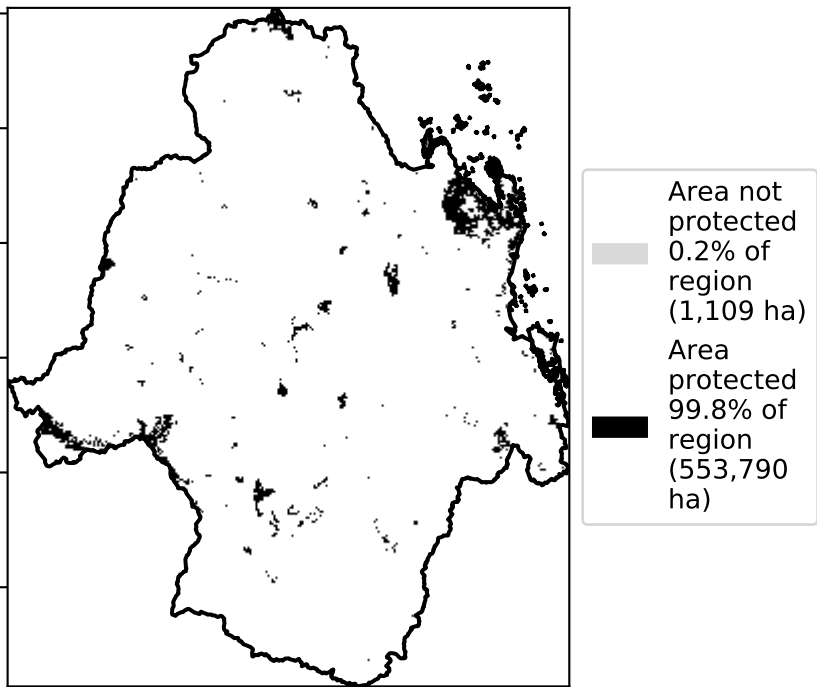 Area not
protected
0.2% of
region
(1,109 ha)
Area
protected
99.8% of
region
(553,790
ha)